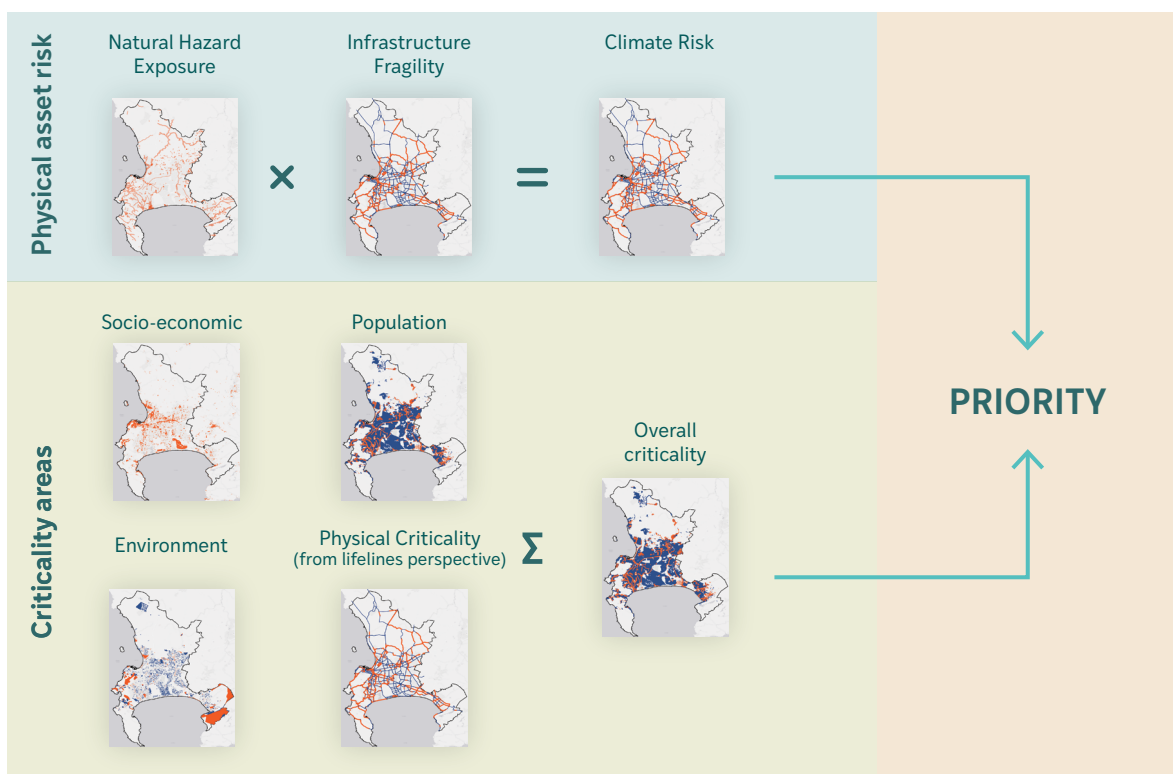 Physical asset risk
Natural Hazard
Exposure
×
Infrastructure
Fragility
=
Climate Risk
Criticality areas
Socio-economic
Population
Environment
Physical Criticality
(from lifelines perspective)
Σ
Overall
criticality
PRIORITY